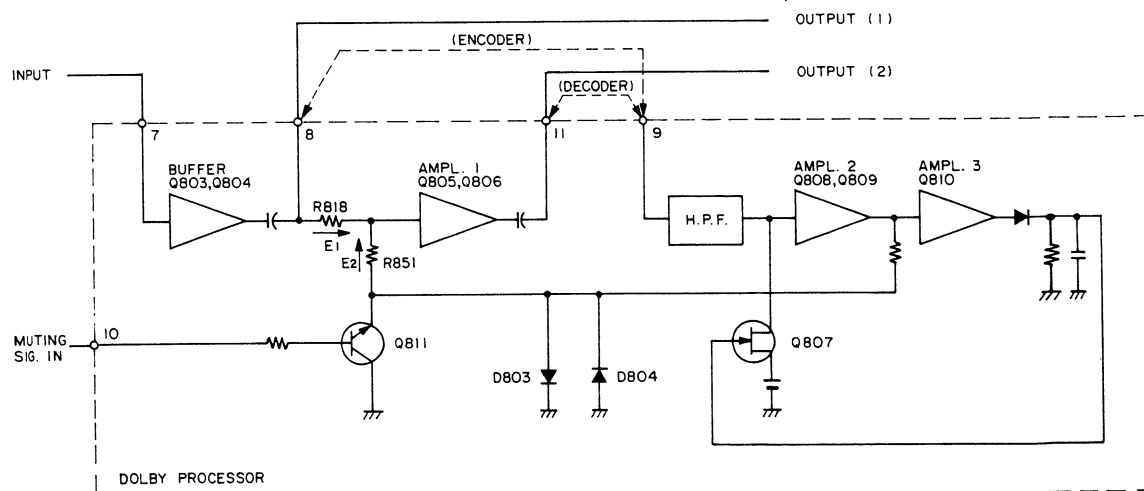 OUTPUT (1)
(ENCODER)
INPUT
OUTPUT (2)
(DECODER)
7
8
11
9
BUFFER
Q803,Q804
AMPL. 1
Q805,Q806
AMPL. 2
Q808,Q809
AMPL. 3
Q810
R818
H.P.F.
E1
E2
R851
MUTING
SIG. IN
10
Q811
Q807
D803
D804
DOLBY PROCESSOR